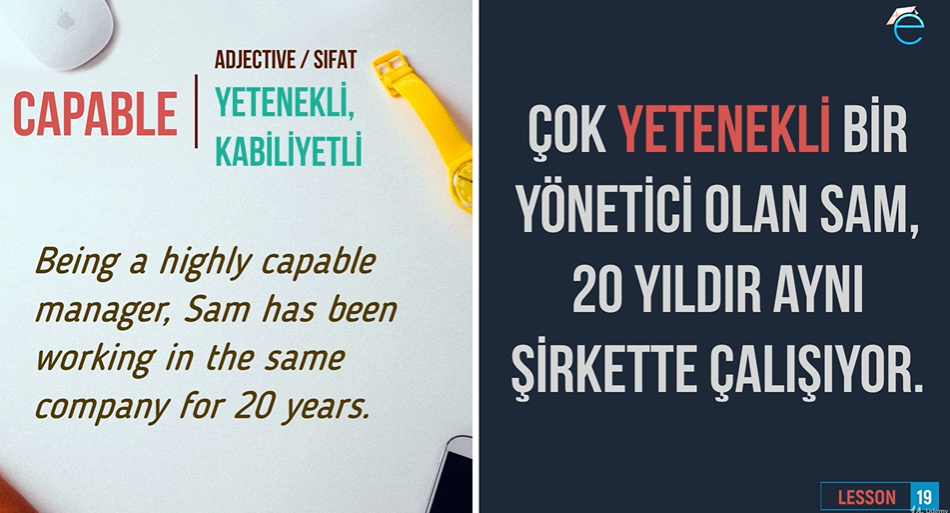 CAPABLE
ADJECTIVE / SIFAT
YETENEKLİ,
KABİLİYETLİ
Being a highly capable
manager, Sam has been
working in the same
company for 20 years.
e
ÇOK YETENEKLİ BİR
YÖNETİCİ OLAN SAM,
20 YILDIR AYNI
ŞİRKETTE ÇALIŞIYOR.
LESSON 19
Udemy